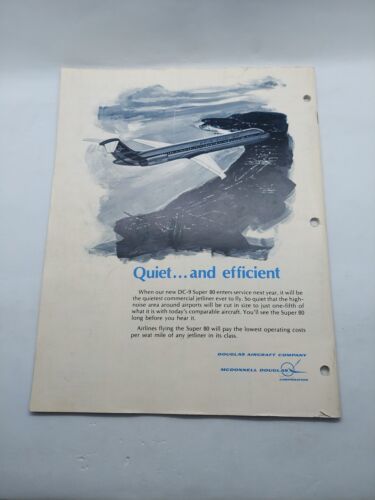 Quiet...and efficient
When our new DC-9 Super 80 enters service next year, it will be
the quietest commercial jetliner ever to fly. So quiet that the high-
noise area around airports will be cut in size to just one-fifth of
what it is with today's comparable aircraft. You'll see the Super 80
long before you hear it.
Airlines flying the Super 80 will pay the lowest operating costs
per seat mile of any jetliner in its class.
DOUGLAS AIRCRAFT COMPANY
MCDONNELL DOUGLAS
CORPORATION